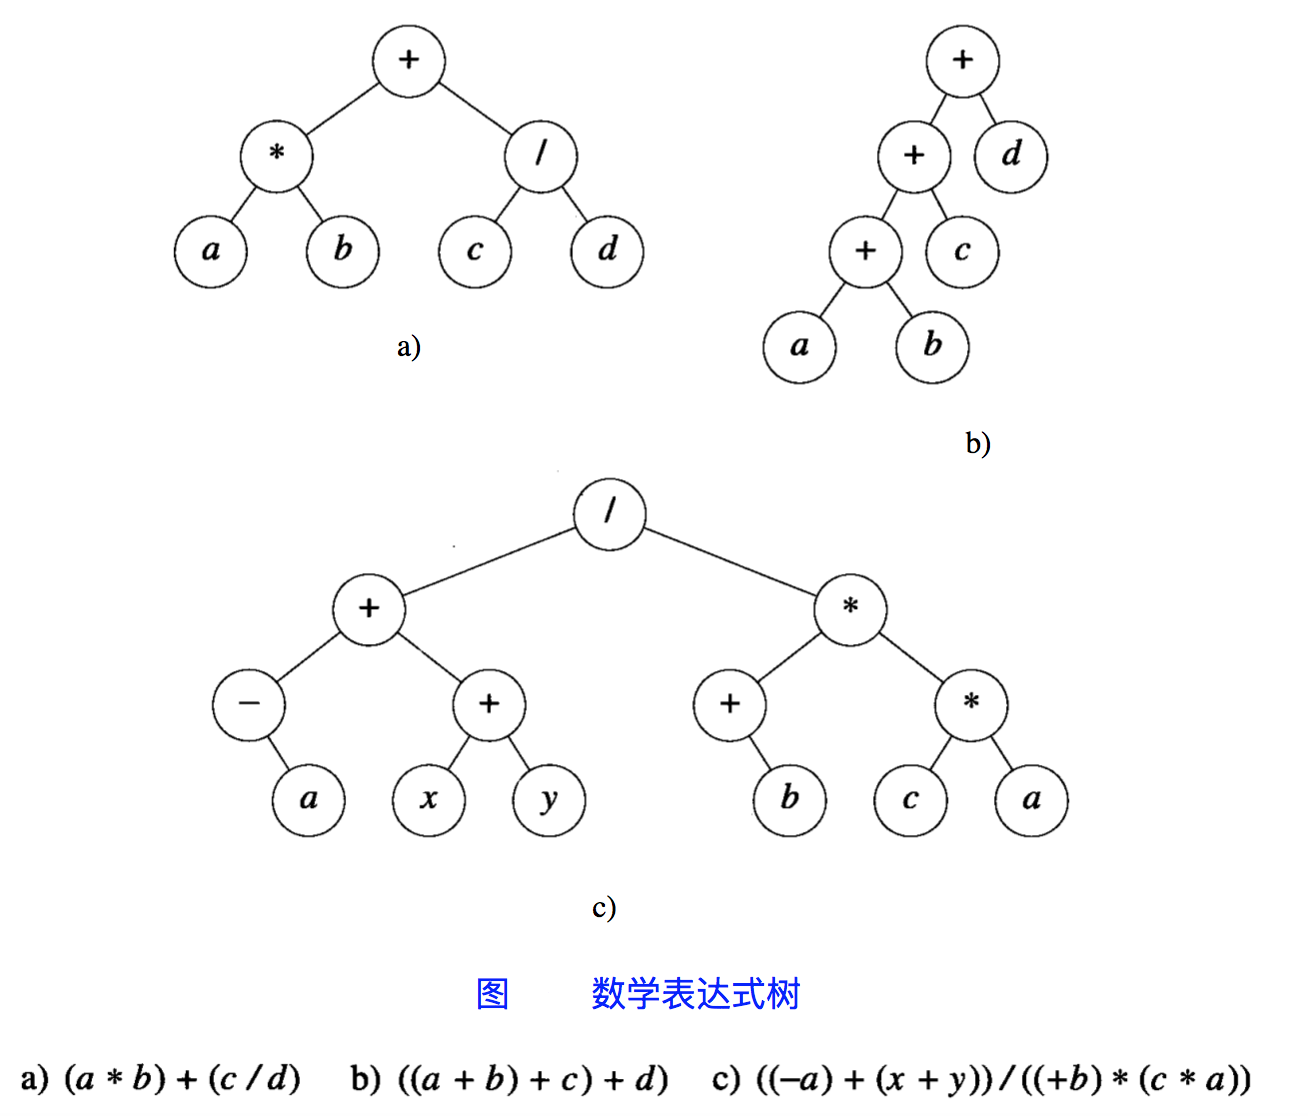 +
* /
a b c d
a)
+
+ d
+ c
a b
b)
/
+ *
− + + *
a x y b c a
c)
图 数学表达式树
a) (a * b) + (c / d) b) ((a + b) + c) + d) c) ((−a) + (x + y)) / ((+b) * (c * a))